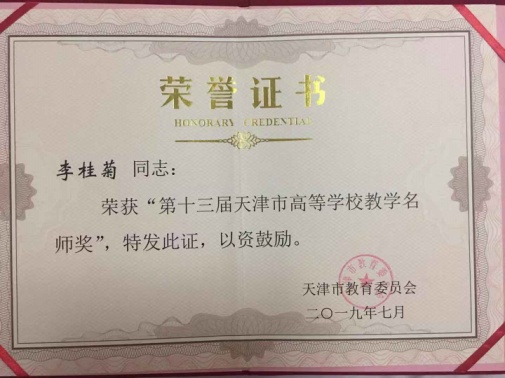 荣誉证书
HONORARY CREDENTIAL
李桂菊 同志：
荣获“第十三届天津市高等学校教学名
师奖”，特发此证，以资鼓励。
天津市教育委员会
二〇一九年七月